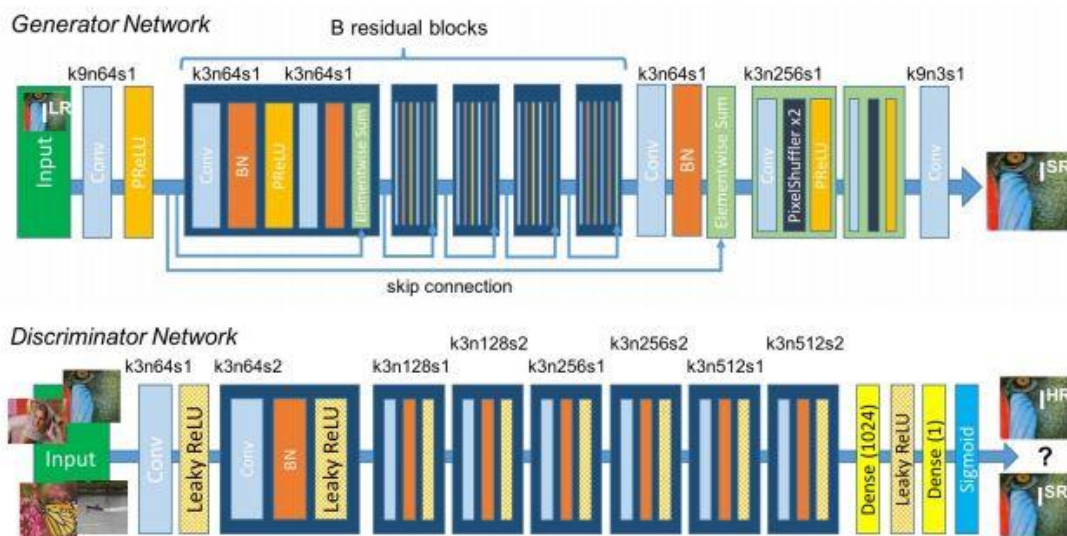 Generator Network
B residual blocks
k9n64s1
k3n64s1
k3n64s1
k3n64s1
k3n256s1
k9n3s1
I^LR
Input
Conv
PReLU
Conv
BN
PReLU
Elementwise Sum
Conv
BN
Elementwise Sum
Conv
PixelShuffler x2
PReLU
Conv
I^SR
skip connection
Discriminator Network
k3n128s2
k3n256s2
k3n512s2
k3n64s1
k3n64s2
k3n128s1
k3n256s1
k3n512s1
Input
Conv
Leaky ReLU
Conv
BN
Leaky ReLU
Dense (1024)
Leaky ReLU
Dense (1)
Sigmoid
I^HR
?
I^SR